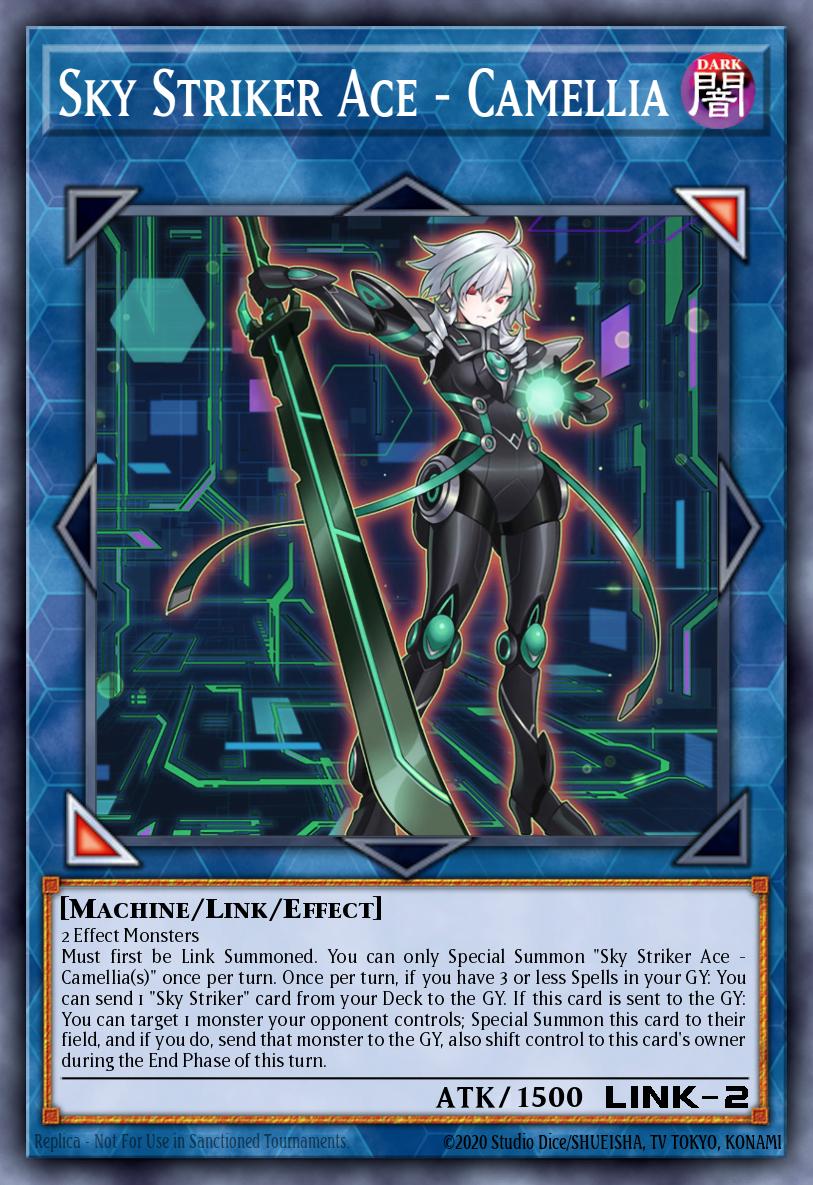 Sky Striker Ace - Camellia
DARK
闇
[Machine/Link/Effect]
2 Effect Monsters
Must first be Link Summoned. You can only Special Summon "Sky Striker Ace -
Camellia(s)" once per turn. Once per turn, if you have 3 or less Spells in your GY: You
can send 1 "Sky Striker" card from your Deck to the GY. If this card is sent to the GY:
You can target 1 monster your opponent controls; Special Summon this card to their
field, and if you do, send that monster to the GY, also shift control to this card's owner
during the End Phase of this turn.
ATK/1500 LINK-2
Replica - Not For Use in Sanctioned Tournaments.
©2020 Studio Dice/SHUEISHA, TV TOKYO, KONAMI